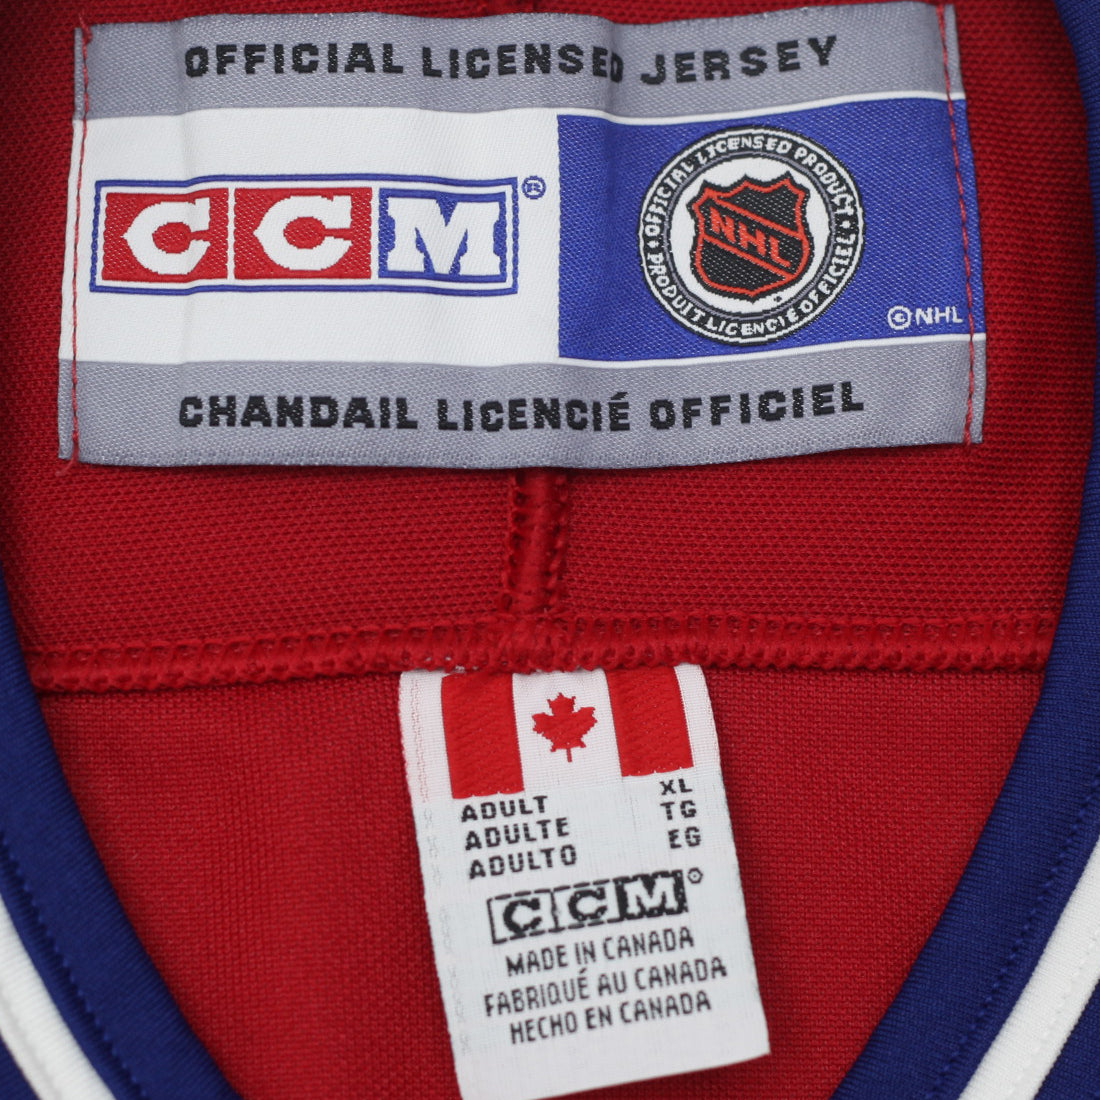 OFFICIAL LICENSED JERSEY
CCM®
OFFICIAL LICENSED PRODUCT
NHL
PRODUIT LICENCIÉ OFFICIEL
©NHL
CHANDAIL LICENCIÉ OFFICIEL
ADULT XL
ADULTE TG
ADULTO EG
CCM®
MADE IN CANADA
FABRIQUÉ AU CANADA
HECHO EN CANADA